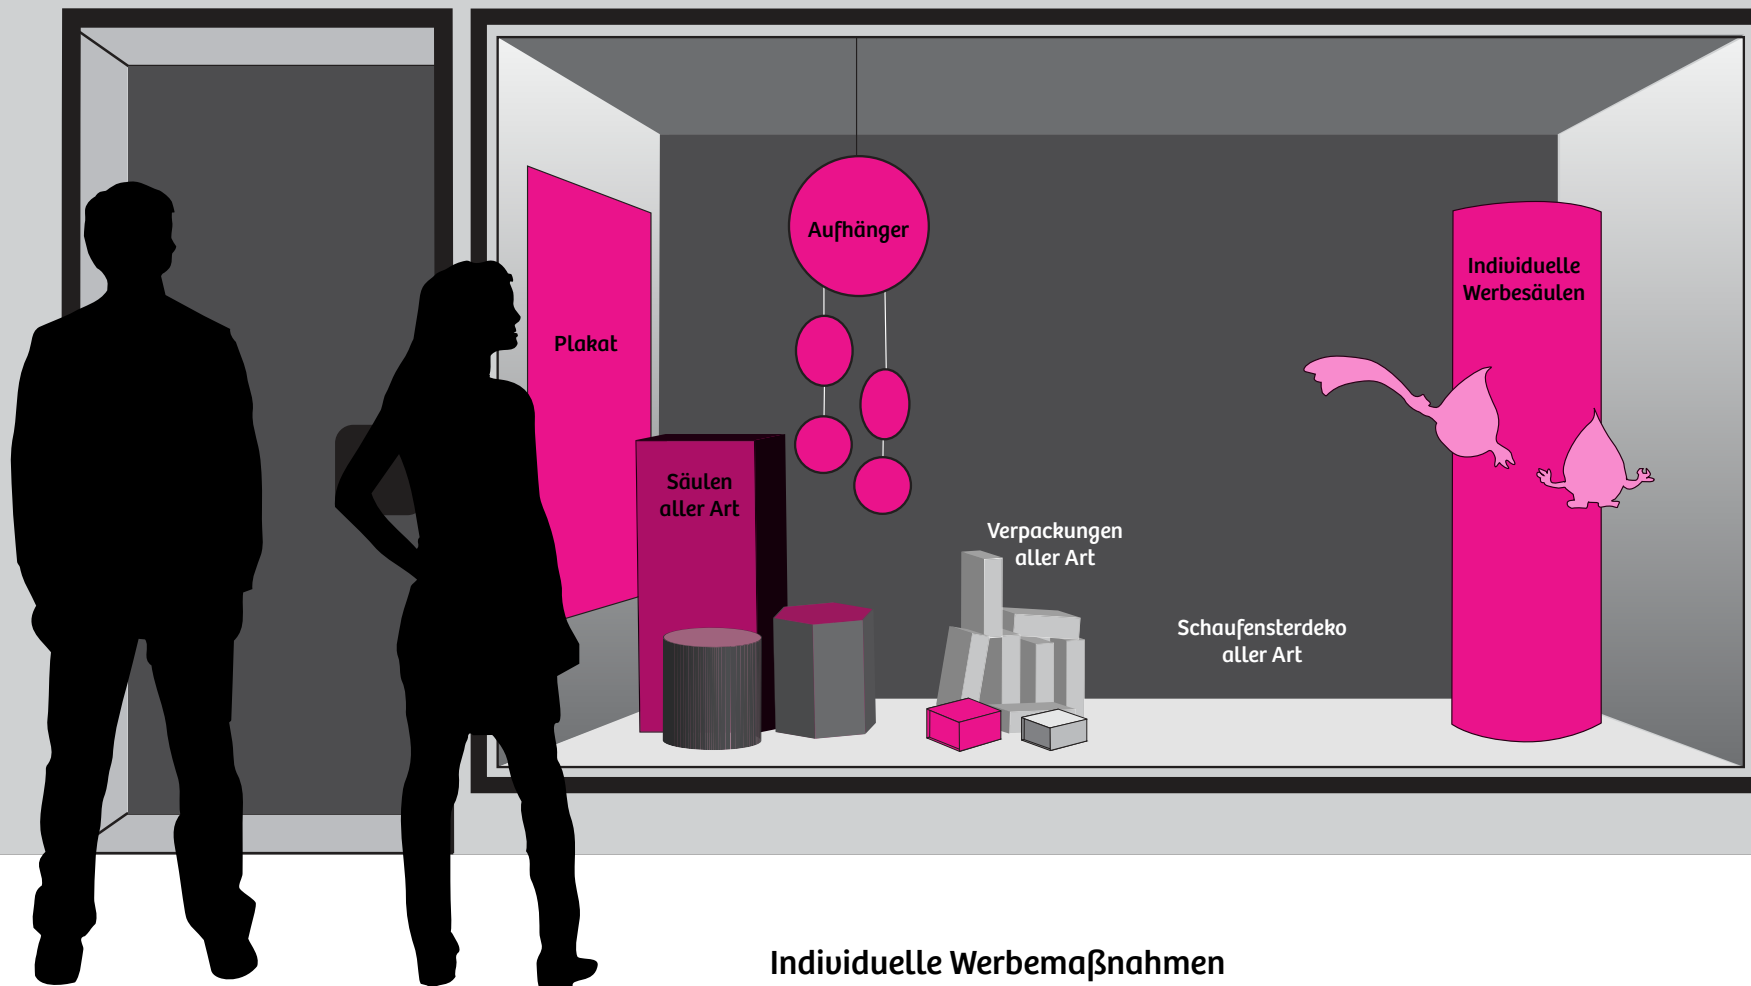 Aufhänger
Individuelle
Werbesäulen
Plakat
Säulen
aller Art
Verpackungen
aller Art
Schaufensterdeko
aller Art
Individuelle Werbemaßnahmen